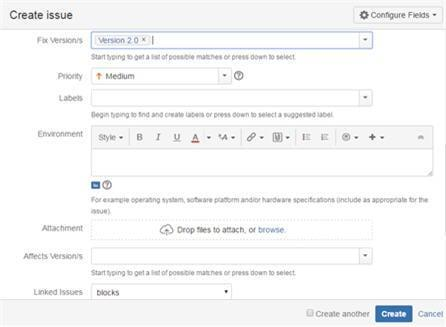 Create issue
Configure Fields
Fix Version/s
Version 2.0 ×
Start typing to get a list of possible matches or press down to select.
Priority
Medium
Labels
Begin typing to find and create labels or press down to select a suggested label.
Environment
Style B I U A A
For example operating system, software platform and/or hardware specifications (include as appropriate for the
issue).
Attachment
Drop files to attach, or browse.
Affects Version/s
Start typing to get a list of possible matches or press down to select.
Linked Issues
blocks
Create another
Create
Cancel